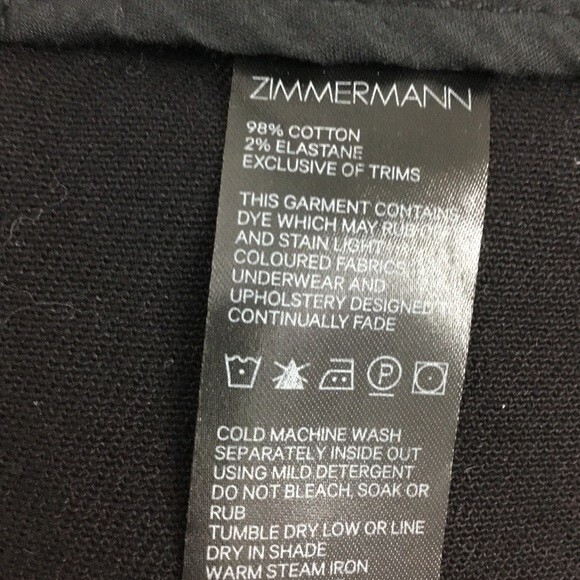 ZIMMERMANN
98% COTTON
2% ELASTANE
EXCLUSIVE OF TRIMS
THIS GARMENT CONTAINS
DYE WHICH MAY RUB
AND STAIN LIGHT
COLOURED FABRICS
UNDERWEAR AND
UPHOLSTERY DESIGNED
CONTINUALLY FADE
P
COLD MACHINE WASH
SEPARATELY INSIDE OUT
USING MILD DETERGENT
DO NOT BLEACH, SOAK OR
RUB
TUMBLE DRY LOW OR LINE
DRY IN SHADE
WARM STEAM IRON